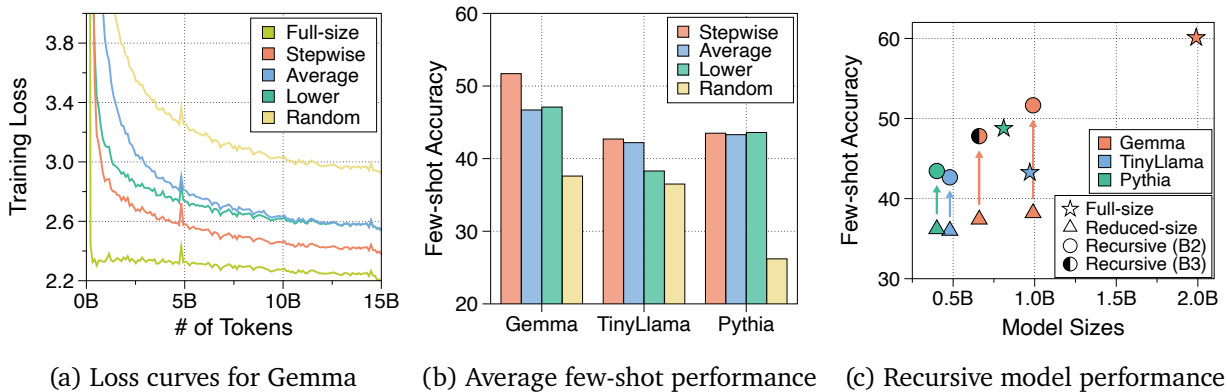 Training Loss
3.8
3.4
3.0
2.6
2.2
0B
5B
10B
15B
# of Tokens
Full-size
Stepwise
Average
Lower
Random
(a) Loss curves for Gemma
Few-shot Accuracy
60
50
40
30
20
Gemma
TinyLlama
Pythia
Stepwise
Average
Lower
Random
(b) Average few-shot performance
Few-shot Accuracy
60
50
40
30
0.5B
1.0B
1.5B
2.0B
Model Sizes
Gemma
TinyLlama
Pythia
Full-size
Reduced-size
Recursive (B2)
Recursive (B3)
(c) Recursive model performance